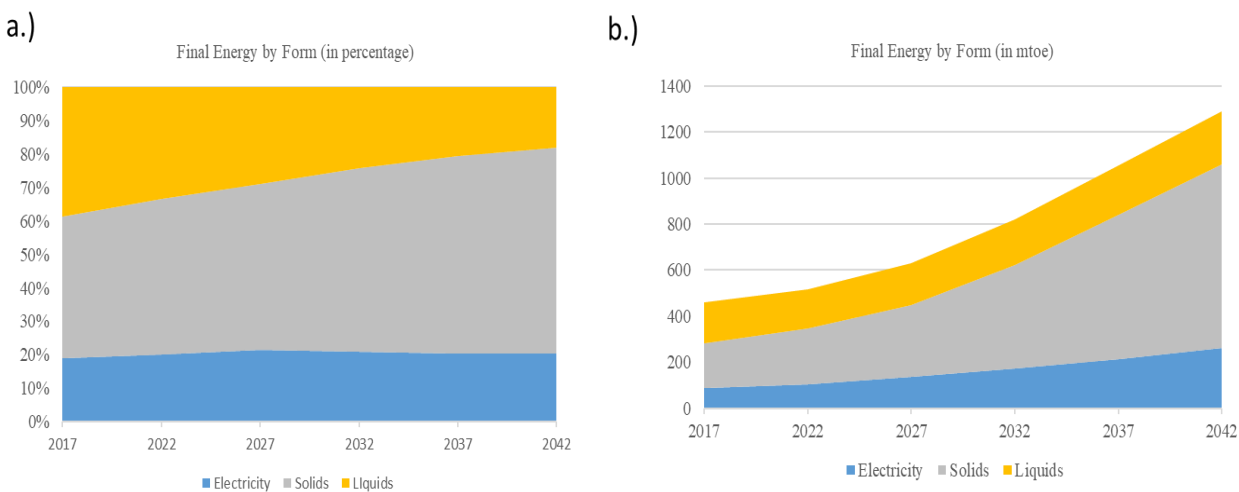 a.)
Final Energy by Form (in percentage)
100%
90%
80%
70%
60%
50%
40%
30%
20%
10%
0%
2017 2022 2027 2032 2037 2042
Electricity Solids LIquids
b.)
Final Energy by Form (in mtoe)
1400
1200
1000
800
600
400
200
0
2017 2022 2027 2032 2037 2042
Electricity Solids Liquids